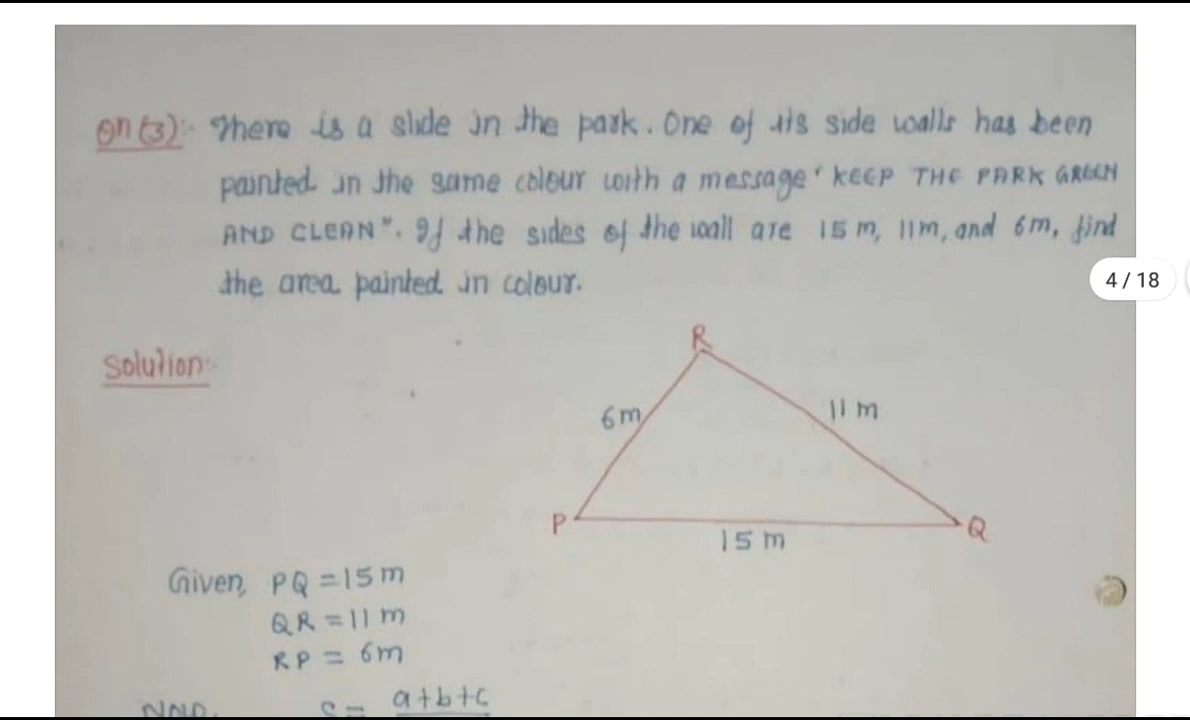 Qn (3):- There is a slide in the park. One of its side walls has been
painted in the same colour with a message " KEEP THE PARK GREEN
AND CLEAN". If the sides of the wall are 15 m, 11m, and 6m, find
the area painted in colour.
4 / 18
Solution:-
R
6m
11 m
P
Q
15 m
Given, PQ =15 m
QR = 11 m
RP = 6m
a+b+c
S =